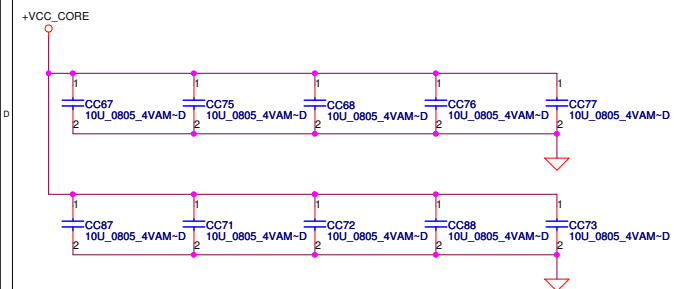 +VCC_CORE
1 1 1 1 1
CC67 CC75 CC68 CC76 CC77
10U_0805_4VAM~D 10U_0805_4VAM~D 10U_0805_4VAM~D 10U_0805_4VAM~D 10U_0805_4VAM~D
D
2 2 2 2 2
1 1 1 1 1
CC87 CC71 CC72 CC88 CC73
10U_0805_4VAM~D 10U_0805_4VAM~D 10U_0805_4VAM~D 10U_0805_4VAM~D 10U_0805_4VAM~D
2 2 2 2 2